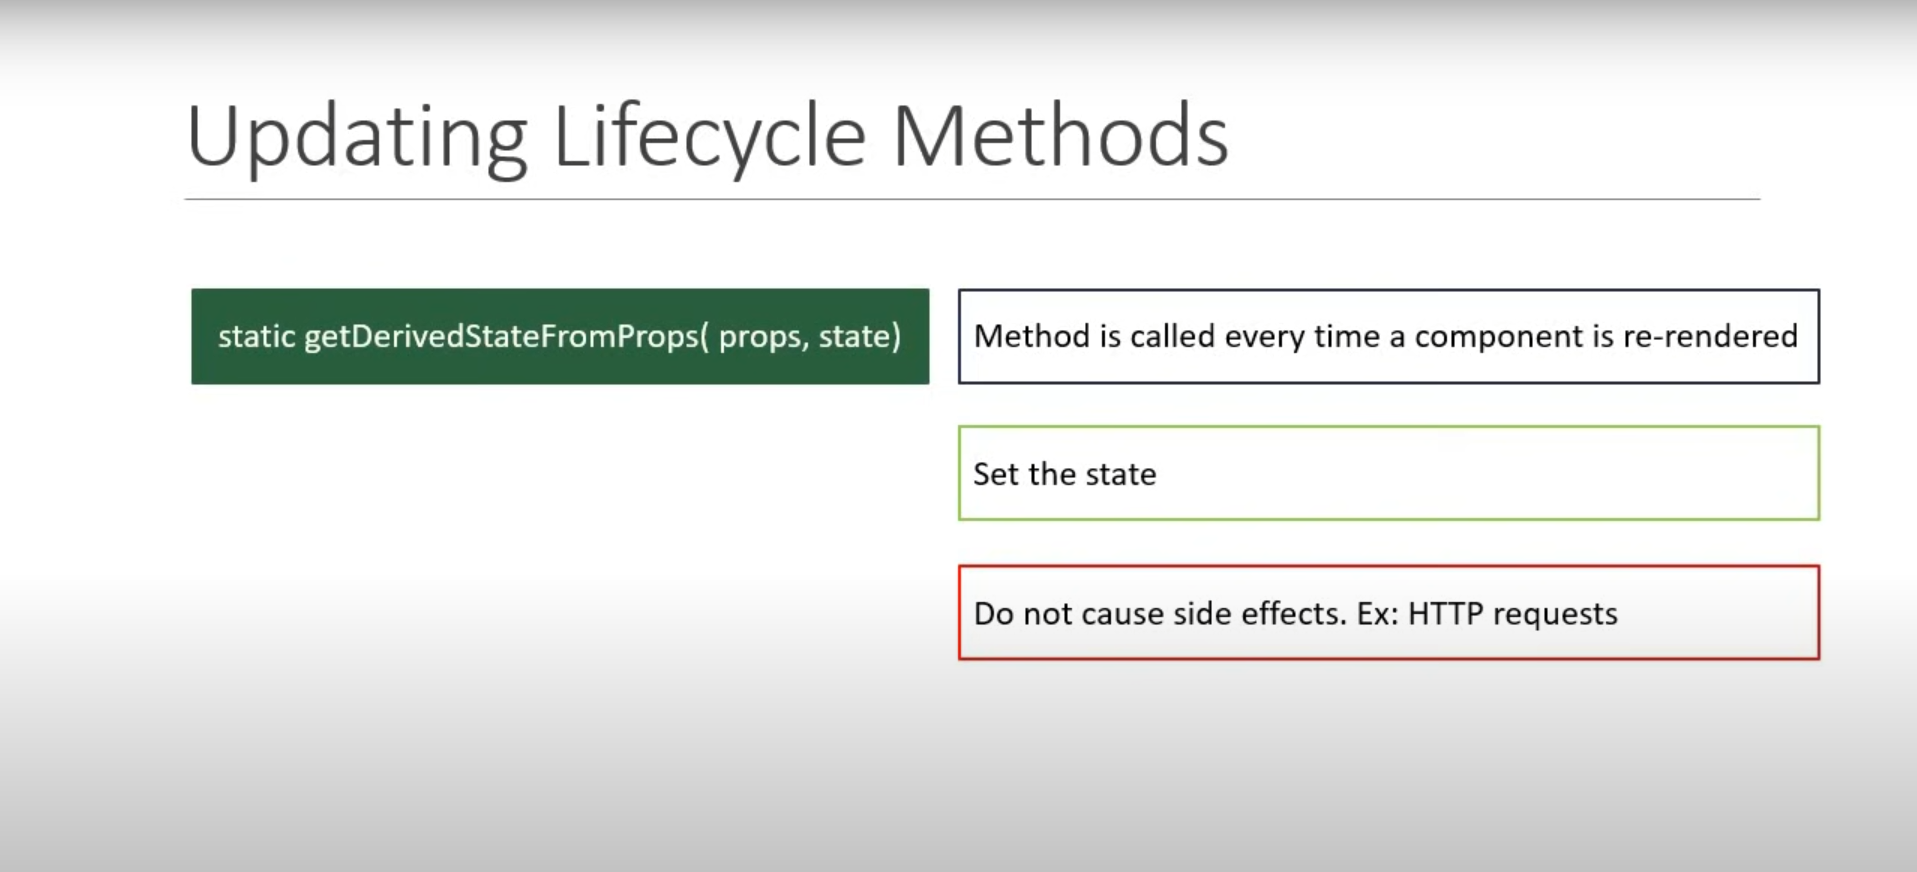 Updating Lifecycle Methods
static getDerivedStateFromProps( props, state)
Method is called every time a component is re-rendered
Set the state
Do not cause side effects. Ex: HTTP requests